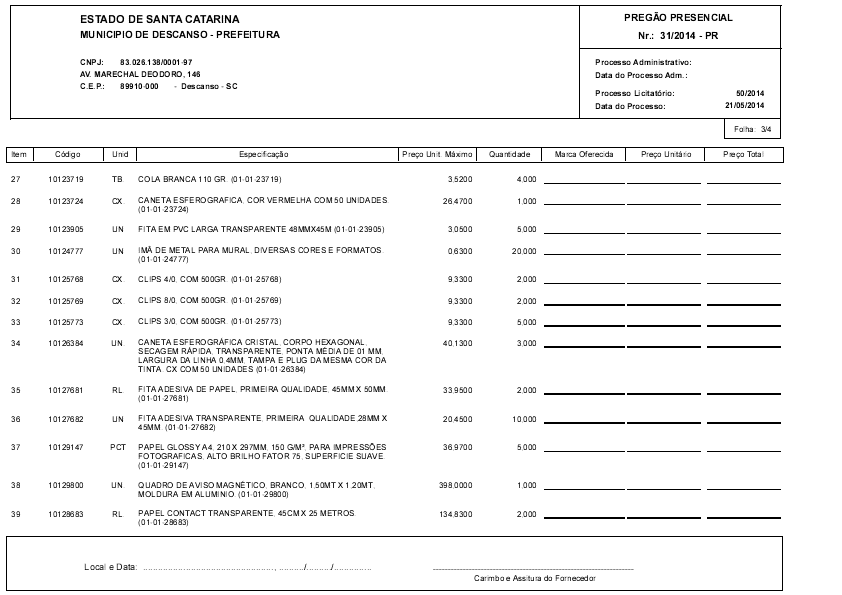 ESTADO DE SANTA CATARINA
MUNICIPIO DE DESCANSO - PREFEITURA
CNPJ: 83.026.138/0001-97
AV. MARECHAL DEODORO, 146
C.E.P.: 89910-000 - Descanso - SC
PREGÃO PRESENCIAL
Nr.: 31/2014 - PR
Processo Administrativo:
Data do Processo Adm.:
Processo Licitatório: 50/2014
Data do Processo: 21/05/2014
Folha: 3/4
Item Código Unid Especificação Preço Unit. Máximo Quantidade Marca Oferecida Preço Unitário Preço Total
27 10123719 TB. COLA BRANCA 110 GR. (01-01-23719) 3,5200 4,000
28 10123724 CX. CANETA ESFEROGRAFICA, COR VERMELHA COM 50 UNIDADES. 26,4700 1,000
(01-01-23724)
29 10123905 UN FITA EM PVC LARGA TRANSPARENTE 48MMX45M (01-01-23905) 3,0500 5,000
30 10124777 UN IMÃ DE METAL PARA MURAL, DIVERSAS CORES E FORMATOS. 0,6300 20,000
(01-01-24777)
31 10125768 CX. CLIPS 4/0, COM 500GR. (01-01-25768) 9,3300 2,000
32 10125769 CX. CLIPS 8/0, COM 500GR. (01-01-25769) 9,3300 2,000
33 10125773 CX. CLIPS 3/0, COM 500GR. (01-01-25773) 9,3300 5,000
34 10126384 UN. CANETA ESFEROGRÁFICA CRISTAL, CORPO HEXAGONAL, 40,1300 3,000
SECAGEM RÁPIDA, TRANSPARENTE, PONTA MÉDIA DE 01 MM,
LARGURA DA LINHA 0,4MM, TAMPA E PLUG DA MESMA COR DA
TINTA. CX COM 50 UNIDADES (01-01-26384)
35 10127681 RL. FITA ADESIVA DE PAPEL, PRIMEIRA QUALIDADE, 45MM X 50MM. 33,9500 2,000
(01-01-27681)
36 10127682 UN FITA ADESIVA TRANSPARENTE, PRIMEIRA QUALIDADE,28MM X 20,4500 10,000
45MM. (01-01-27682)
37 10129147 PCT PAPEL GLOSSY A4, 210 X 297MM, 150 G/M², PARA IMPRESSÕES 36,9700 5,000
FOTOGRAFICAS, ALTO BRILHO FATOR 75, SUPERFICIE SUAVE.
(01-01-29147)
38 10129800 UN. QUADRO DE AVISO MAGNÉTICO, BRANCO, 1,50MT X 1,20MT, 398,0000 1,000
MOLDURA EM ALUMINIO. (01-01-29800)
39 10128683 RL. PAPEL CONTACT TRANSPARENTE, 45CM X 25 METROS. 134,8300 2,000
(01-01-28683)
Local e Data: ............................................, ........../........../..............
Carimbo e Assitura do Fornecedor